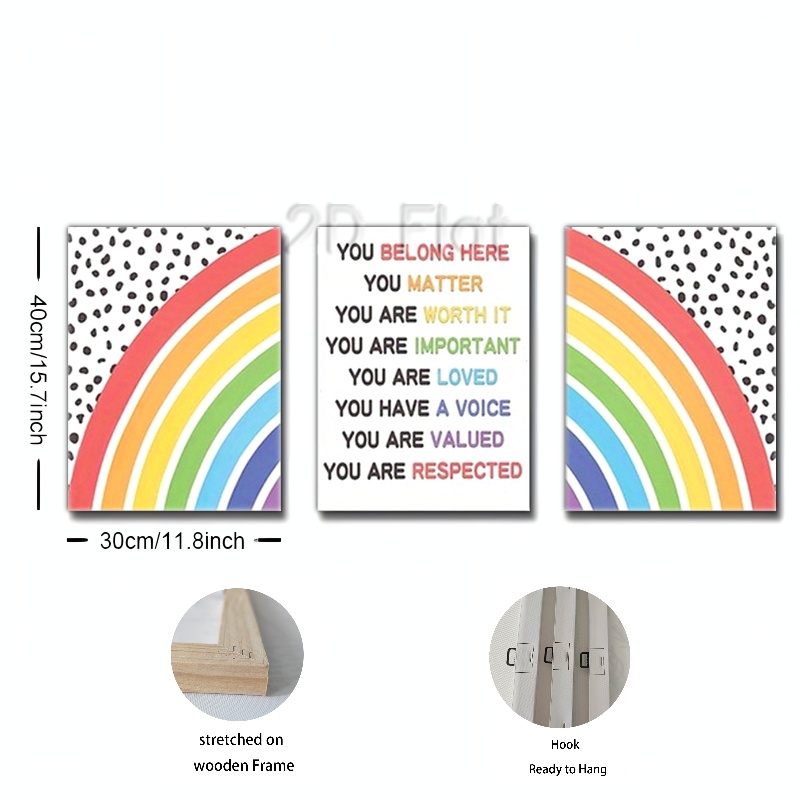 2D Flat
YOU BELONG HERE
YOU MATTER
YOU ARE WORTH IT
YOU ARE IMPORTANT
YOU ARE LOVED
YOU HAVE A VOICE
YOU ARE VALUED
YOU ARE RESPECTED
40cm/15.7inch
30cm/11.8inch
stretched on
wooden Frame
Hook
Ready to Hang